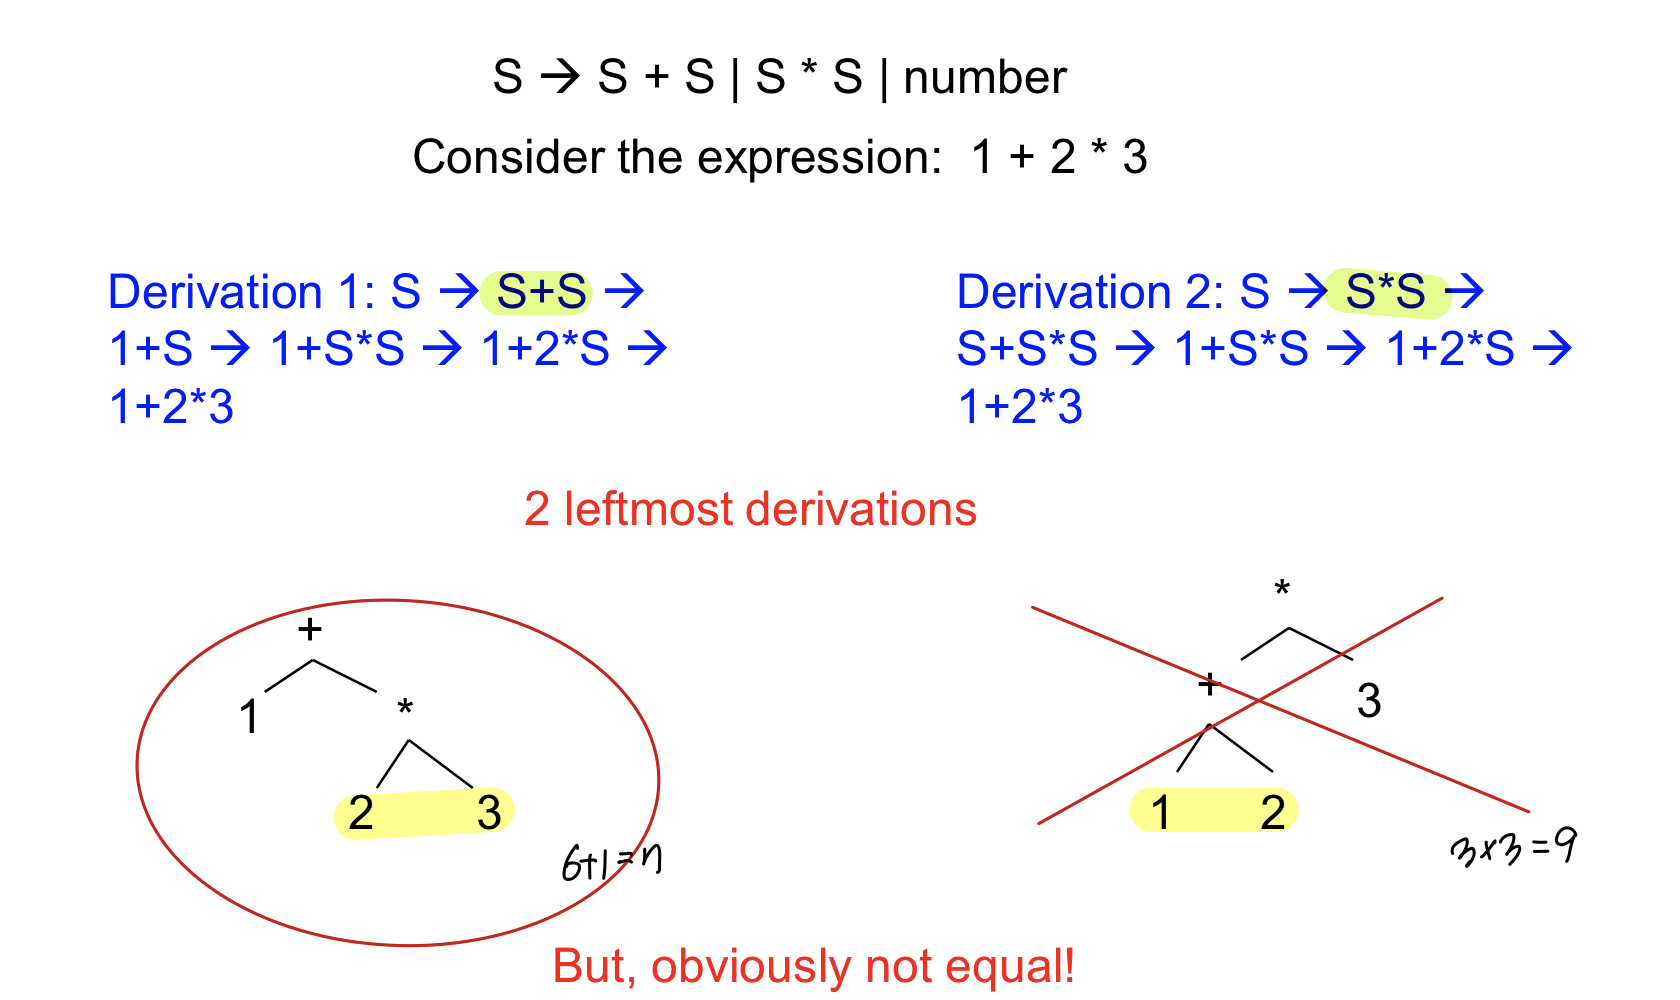 S → S + S | S * S | number
Consider the expression: 1 + 2 * 3
Derivation 1: S → S+S →
1+S → 1+S*S → 1+2*S →
1+2*3
Derivation 2: S → S*S →
S+S*S → 1+S*S → 1+2*S →
1+2*3
2 leftmost derivations
+
1
*
2 3
6+1=7
*
+
3
1 2
3x3=9
But, obviously not equal!